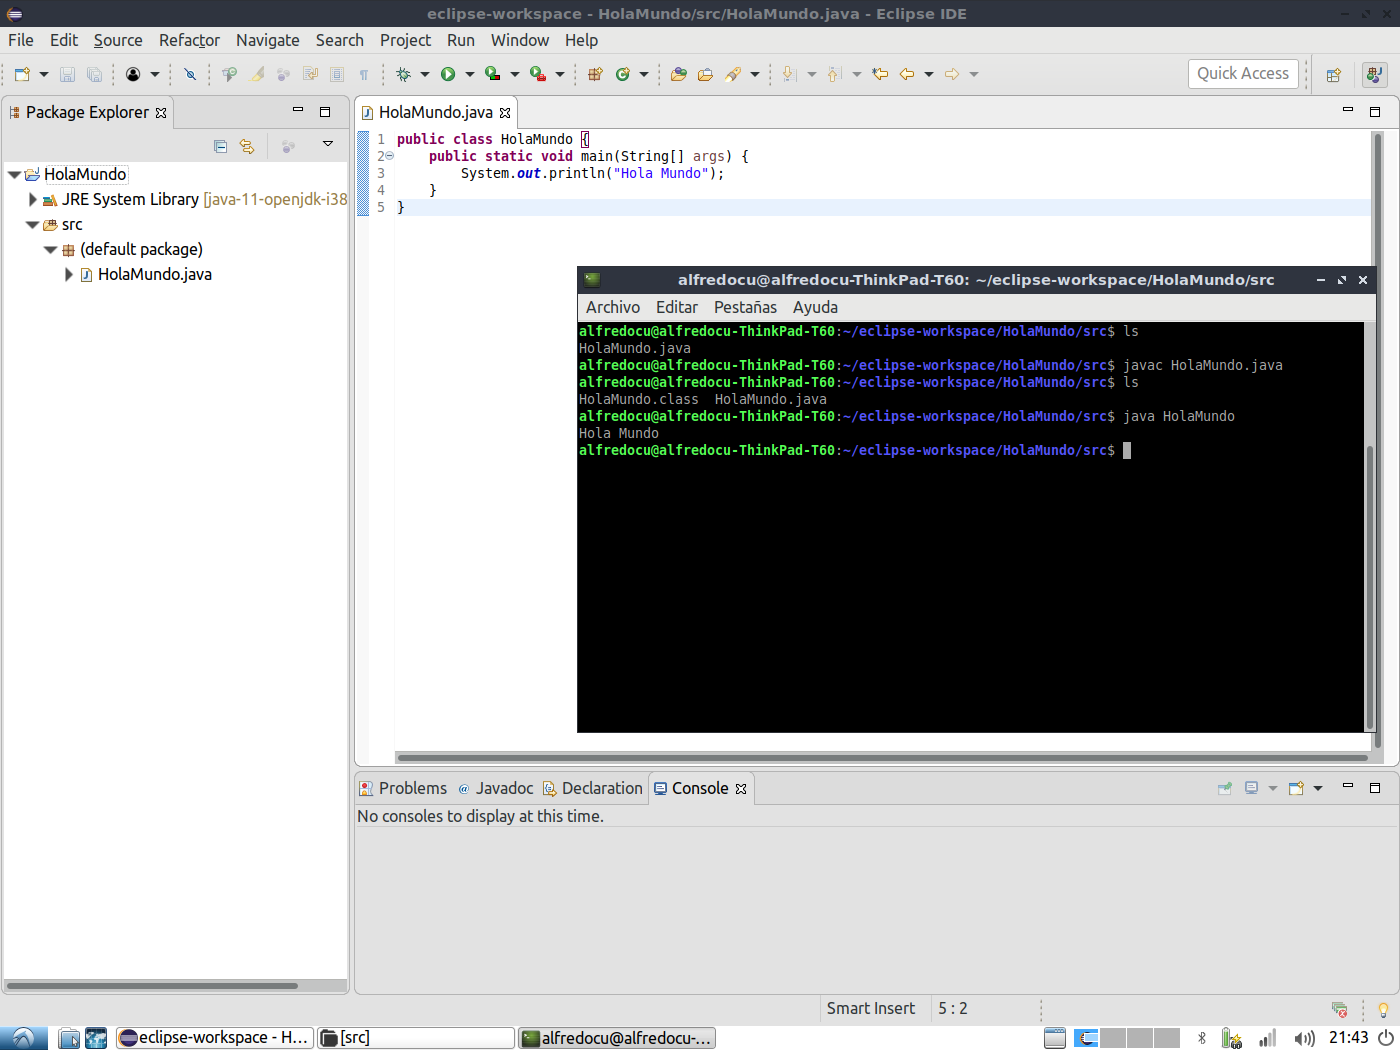 eclipse-workspace - HolaMundo/src/HolaMundo.java - Eclipse IDE
File Edit Source Refactor Navigate Search Project Run Window Help
Quick Access
Package Explorer
HolaMundo
JRE System Library [java-11-openjdk-i38
src
(default package)
HolaMundo.java
HolaMundo.java
1 public class HolaMundo {
2 public static void main(String[] args) {
3 System.out.println("Hola Mundo");
4 }
5 }
alfredocu@alfredocu-ThinkPad-T60: ~/eclipse-workspace/HolaMundo/src
Archivo Editar Pestañas Ayuda
alfredocu@alfredocu-ThinkPad-T60:~/eclipse-workspace/HolaMundo/src$ ls
HolaMundo.java
alfredocu@alfredocu-ThinkPad-T60:~/eclipse-workspace/HolaMundo/src$ javac HolaMundo.java
alfredocu@alfredocu-ThinkPad-T60:~/eclipse-workspace/HolaMundo/src$ ls
HolaMundo.class HolaMundo.java
alfredocu@alfredocu-ThinkPad-T60:~/eclipse-workspace/HolaMundo/src$ java HolaMundo
Hola Mundo
alfredocu@alfredocu-ThinkPad-T60:~/eclipse-workspace/HolaMundo/src$
Problems @ Javadoc Declaration Console
No consoles to display at this time.
Smart Insert 5 : 2
eclipse-workspace - H... [src] alfredocu@alfredocu-... 21:43